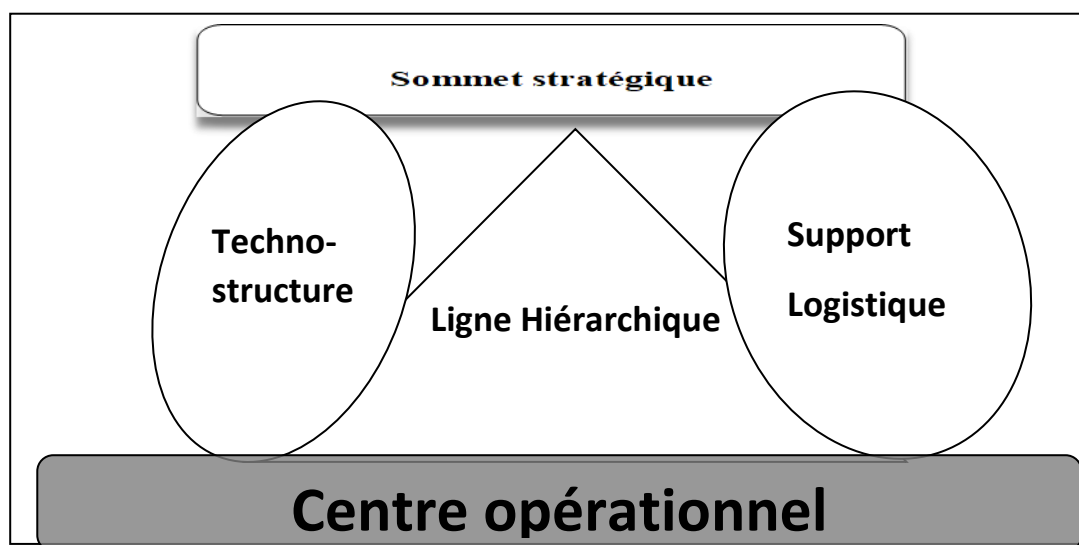 Sommet stratégique
Techno-
structure
Support
Logistique
Ligne Hiérarchique
Centre opérationnel